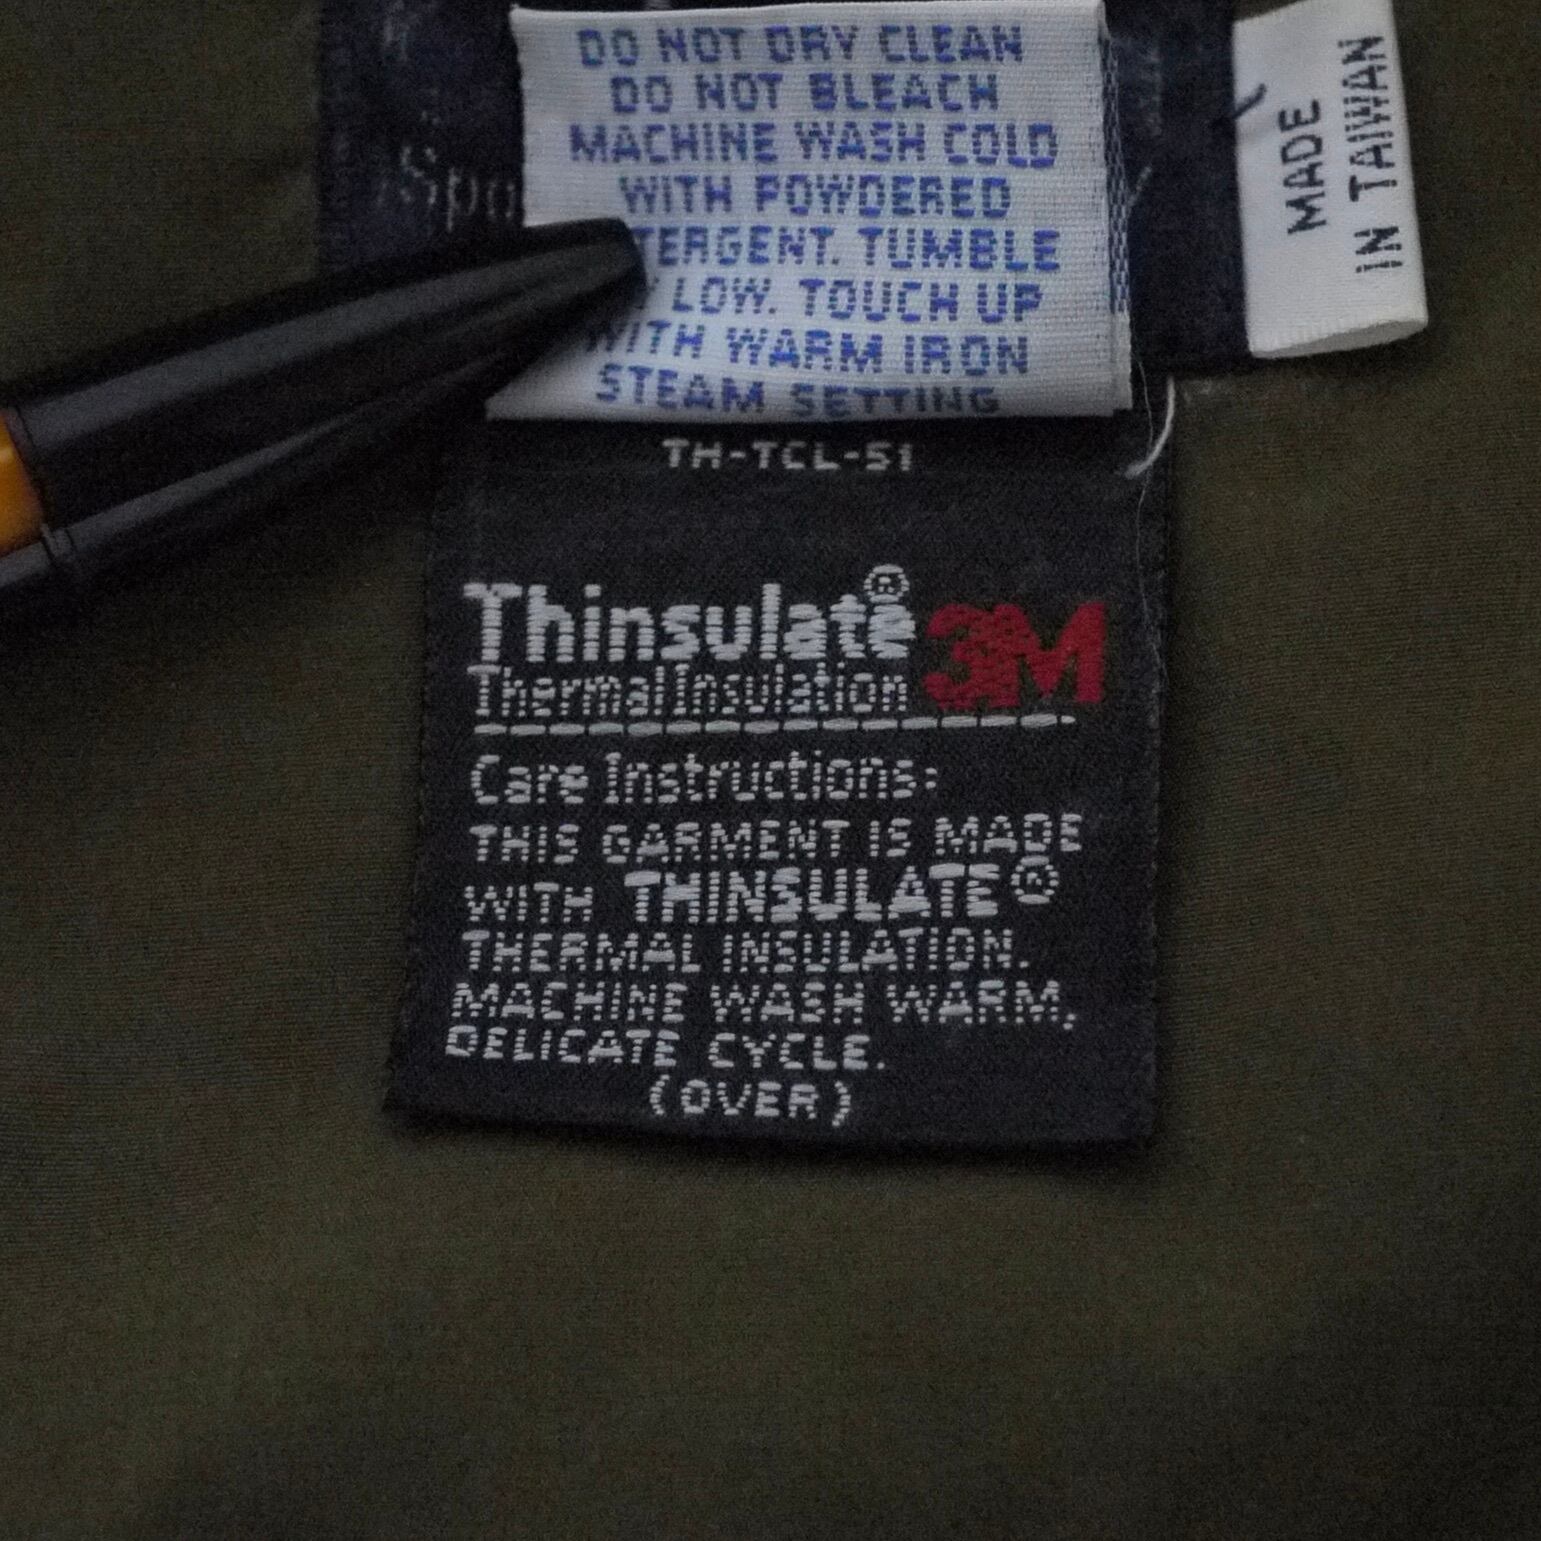 DO NOT DRY CLEAN
DO NOT BLEACH
MACHINE WASH COLD
WITH POWDERED
TERGENT. TUMBLE
LOW. TOUCH UP
WITH WARM IRON
STEAM SETTING
MADE
IN TAIWAN
Spo
TH-TCL-51
Thinsulate® 3M
Thermal Insulation
Care Instructions:
THIS GARMENT IS MADE
WITH THINSULATE®
THERMAL INSULATION.
MACHINE WASH WARM,
DELICATE CYCLE.
(OVER)